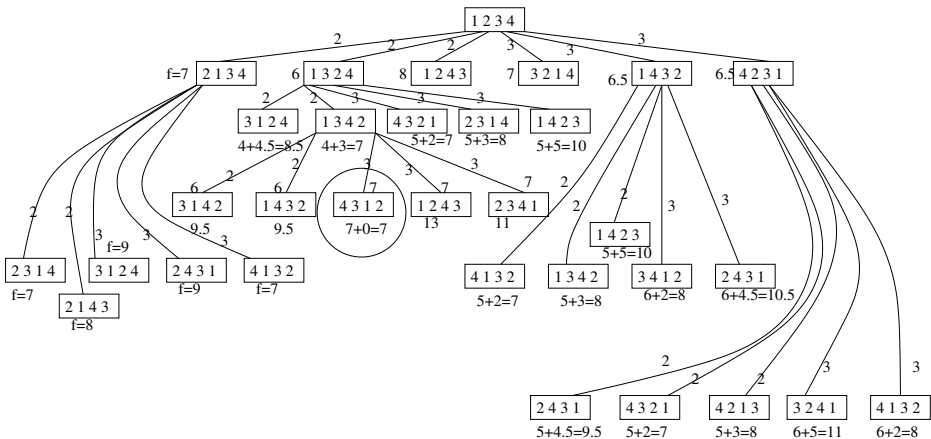 1 2 3 4
2 2 2 3 3 3
f=7 2 1 3 4 6 1 3 2 4 8 1 2 4 3 7 3 2 1 4 6.5 1 4 3 2 6.5 4 2 3 1
2 2 3 3 3
3 1 2 4 1 3 4 2 4 3 2 1 2 3 1 4 1 4 2 3
4+4.5=8.5 4+3=7 5+2=7 5+3=8 5+5=10
2 2 3 3 3
6 6 7 7 7
3 1 4 2 1 4 3 2 4 3 1 2 1 2 4 3 2 3 4 1
9.5 9.5 7+0=7 13 11
2 2 2 3 3
2 2 3 3 3
1 4 2 3
5+5=10
f=9
2 3 1 4 3 1 2 4 2 4 3 1 4 1 3 2 4 1 3 2 1 3 4 2 3 4 1 2 2 4 3 1
f=7 f=9 f=7 5+2=7 5+3=8 6+2=8 6+4.5=10.5
2 1 4 3
f=8
2 2 2 3 3
2 4 3 1 4 3 2 1 4 2 1 3 3 2 4 1 4 1 3 2
5+4.5=9.5 5+2=7 5+3=8 6+5=11 6+2=8